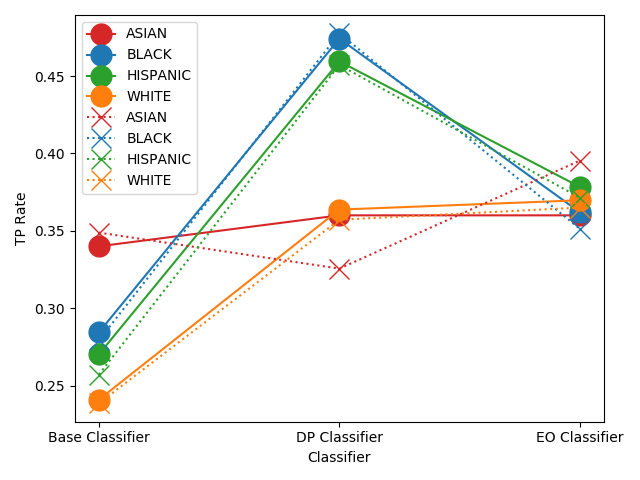 ASIAN
BLACK
HISPANIC
WHITE
ASIAN
BLACK
HISPANIC
WHITE
TP Rate
0.45
0.40
0.35
0.30
0.25
Base Classifier DP Classifier EO Classifier
Classifier